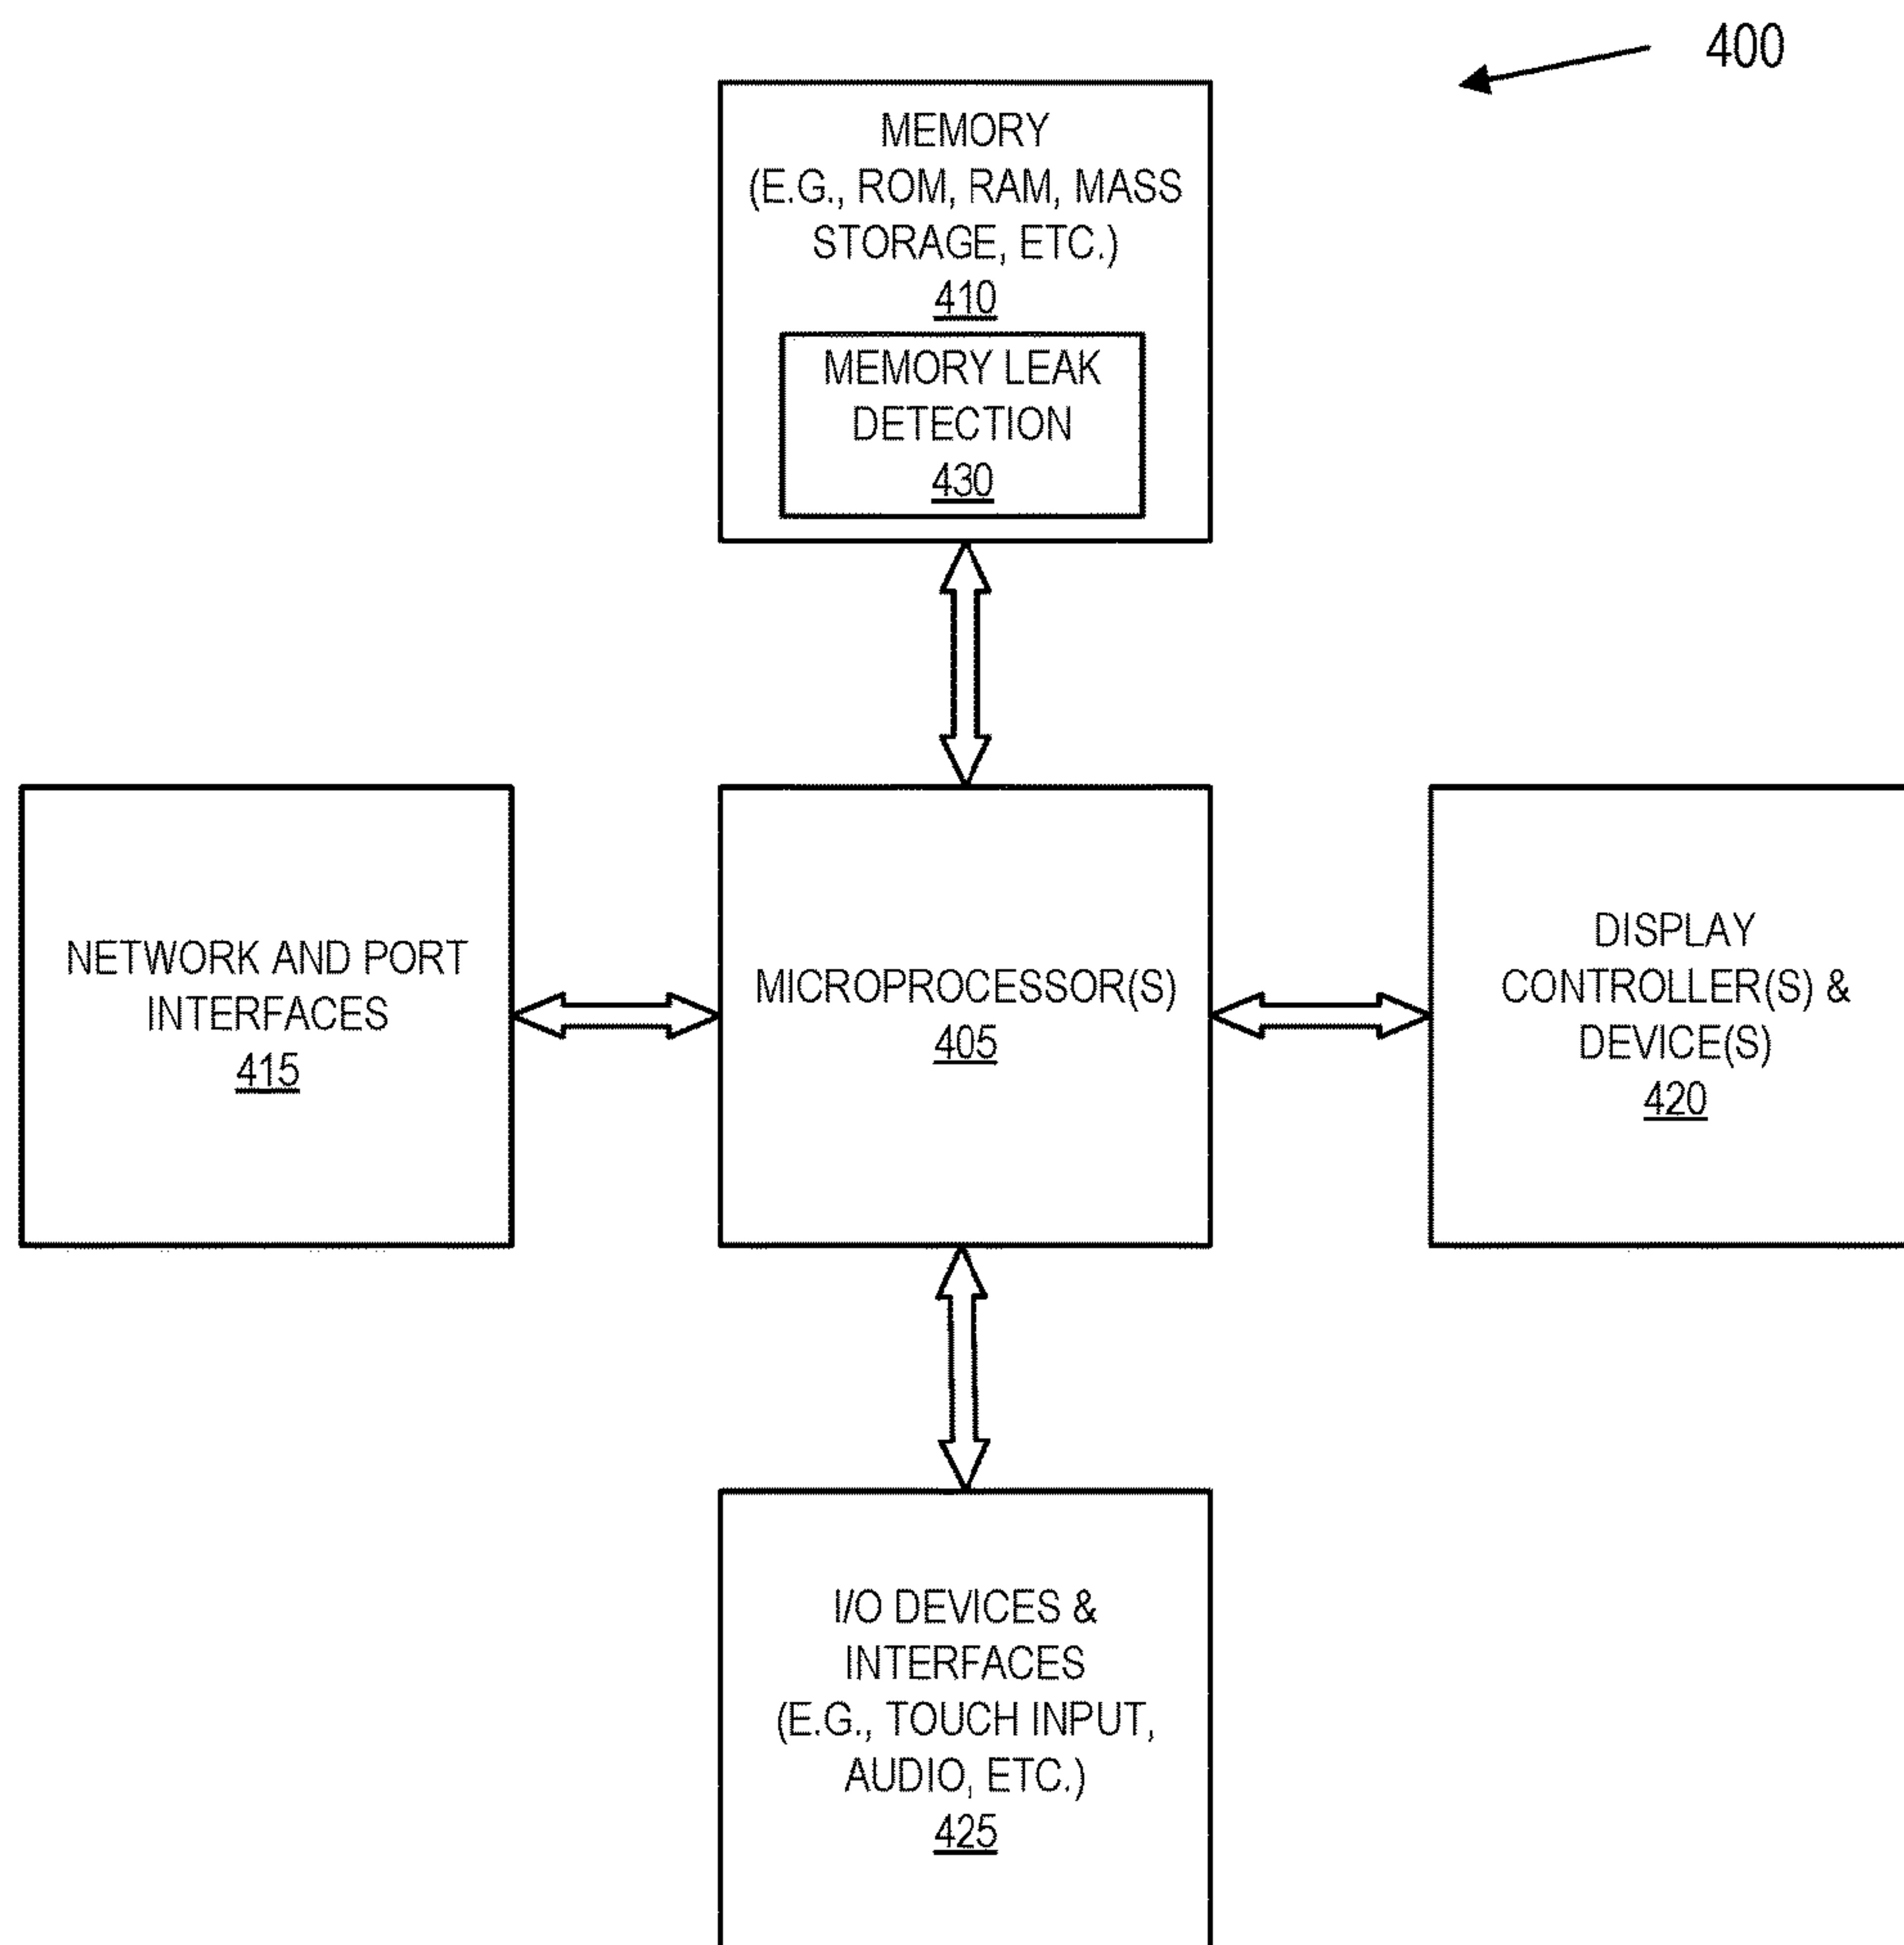 400
MEMORY
(E.G., ROM, RAM, MASS
STORAGE, ETC.)
410
MEMORY LEAK
DETECTION
430
NETWORK AND PORT
INTERFACES
415
MICROPROCESSOR(S)
405
DISPLAY
CONTROLLER(S) &
DEVICE(S)
420
I/O DEVICES &
INTERFACES
(E.G., TOUCH INPUT,
AUDIO, ETC.)
425